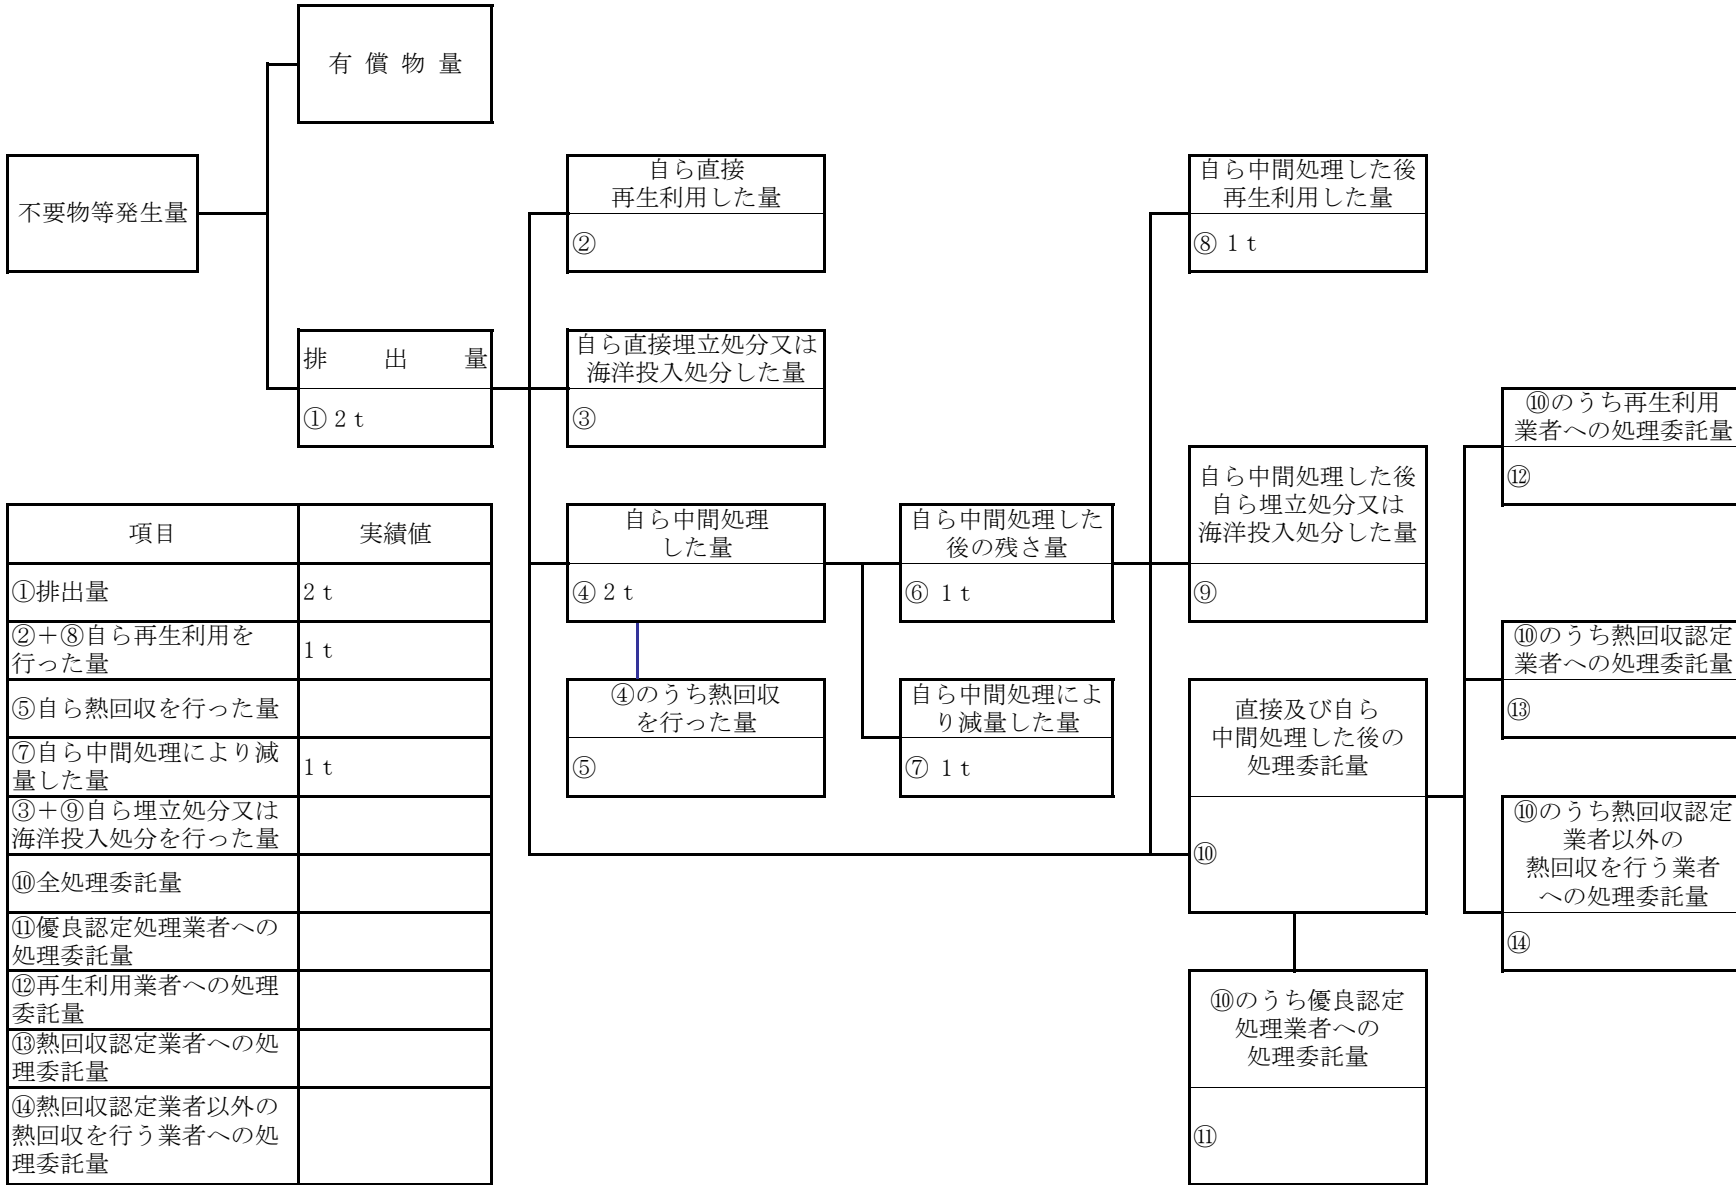 有 償 物 量
不要物等発生量
自ら直接
再生利用した量
②
自ら中間処理した後
再生利用した量
⑧ 1 t
排 出 量
① 2 t
自ら直接埋立処分又は
海洋投入処分した量
③
⑩のうち再生利用
業者への処理委託量
⑫
自ら中間処理した後
自ら埋立処分又は
海洋投入処分した量
⑨
自ら中間処理
した量
④ 2 t
自ら中間処理した
後の残さ量
⑥ 1 t
⑩のうち熱回収認定
業者への処理委託量
⑬
④のうち熱回収
を行った量
⑤
自ら中間処理によ
り減量した量
⑦ 1 t
直接及び自ら
中間処理した後の
処理委託量
⑩
⑩のうち熱回収認定
業者以外の
熱回収を行う業者
への処理委託量
⑭
⑩のうち優良認定
処理業者への
処理委託量
⑪
項目 実績値
①排出量 2 t
②＋⑧自ら再生利用を
行った量 1 t
⑤自ら熱回収を行った量
⑦自ら中間処理により減
量した量 1 t
③＋⑨自ら埋立処分又は
海洋投入処分を行った量
⑩全処理委託量
⑪優良認定処理業者への
処理委託量
⑫再生利用業者への処理
委託量
⑬熱回収認定業者への処
理委託量
⑭熱回収認定業者以外の
熱回収を行う業者への処
理委託量